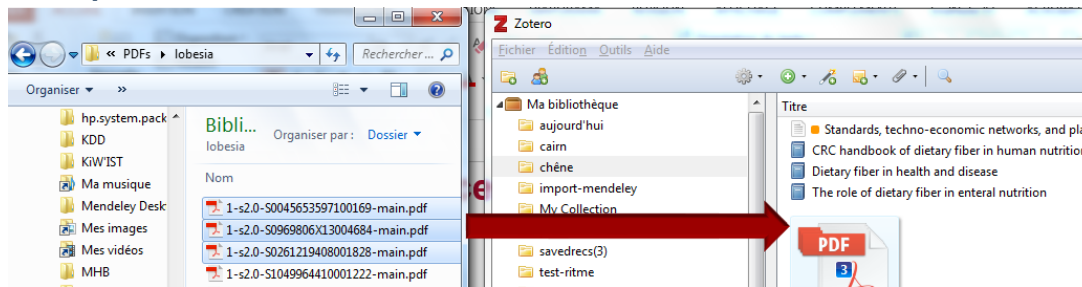 « PDFs lobesia
Rechercher ...
Organiser »
hp.system.pack
KDD
KiW'IST
Ma musique
Mendeley Desk
Mes images
Mes vidéos
MHB
Bibli...
lobesia
Organiser par : Dossier
Nom
1-s2.0-S0045653597100169-main.pdf
1-s2.0-S0969806X13004684-main.pdf
1-s2.0-S0261219408001828-main.pdf
1-s2.0-S1049964410001222-main.pdf
Zotero
Fichier Édition Outils Aide
Ma bibliothèque
aujourd'hui
cairn
chêne
import-mendeley
My Collection
savedrecs(3)
test-ritme
Titre
Standards, techno-economic networks, and pla
CRC handbook of dietary fiber in human nutrition
Dietary fiber in health and disease
The role of dietary fiber in enteral nutrition
PDF
3